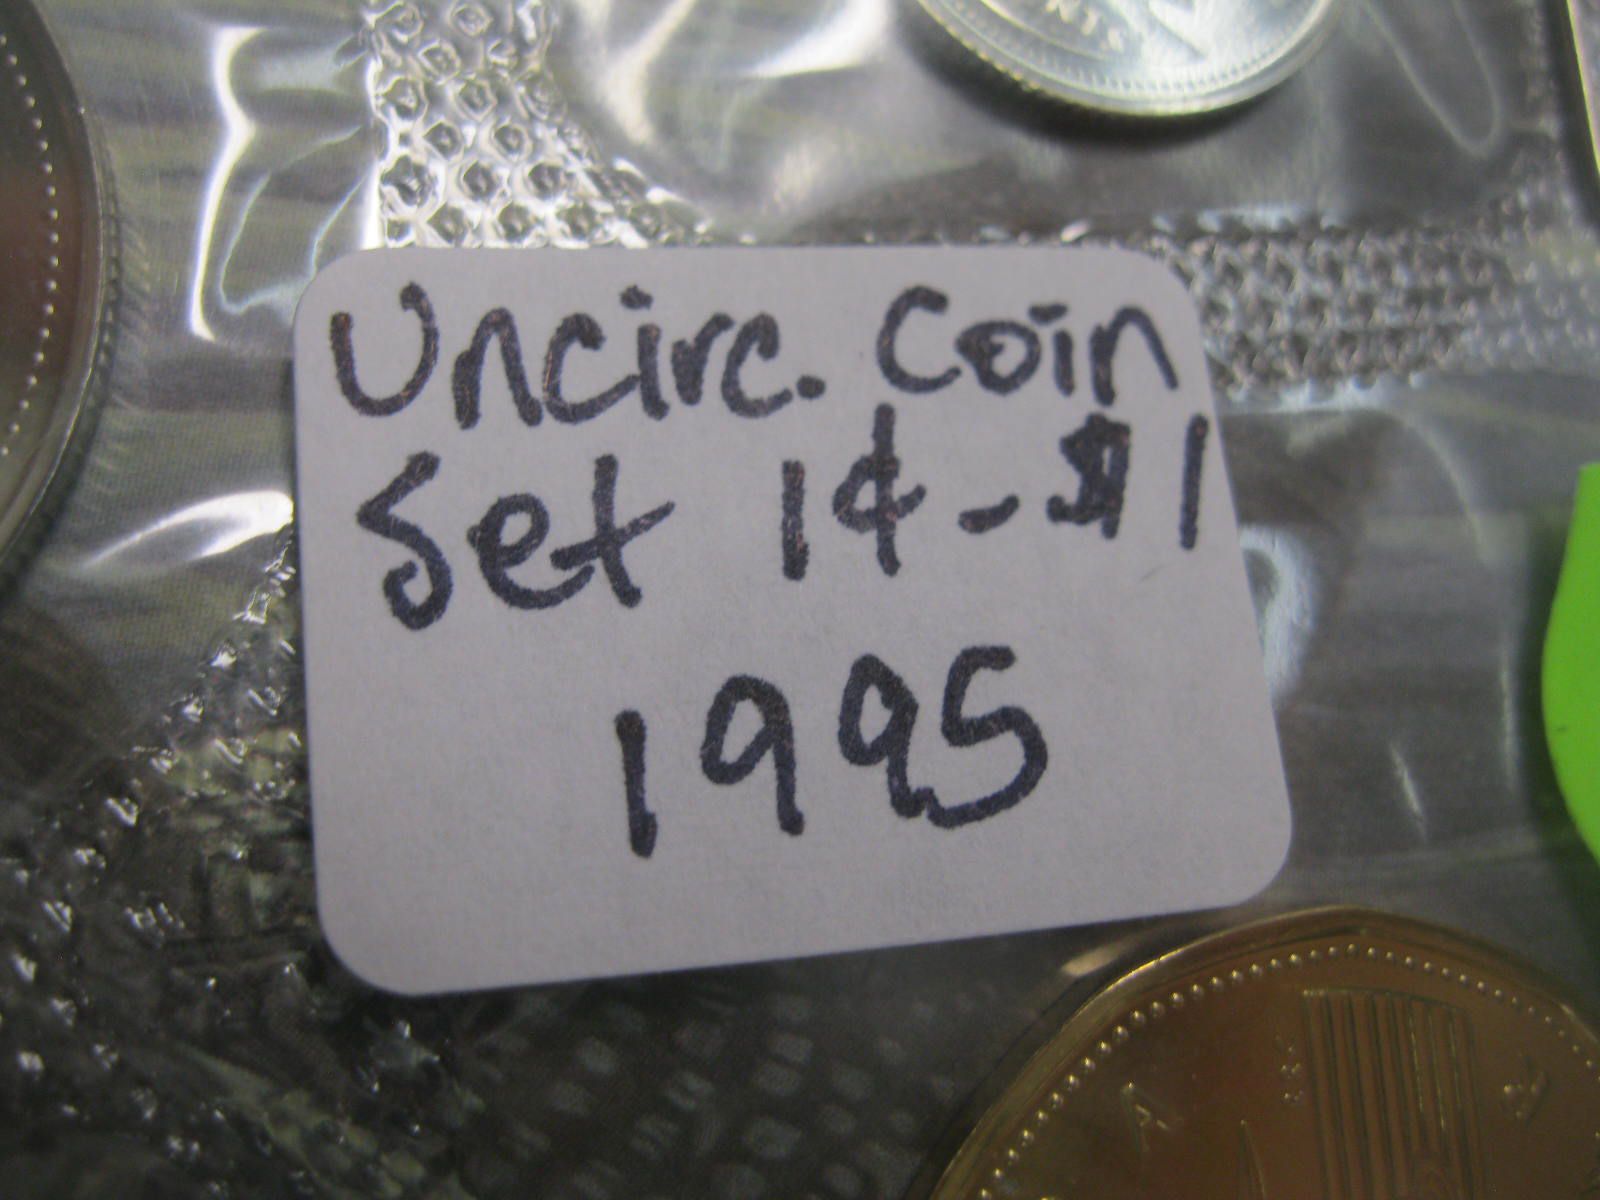 Uncirc. Coin
Set 1¢-$1
1995